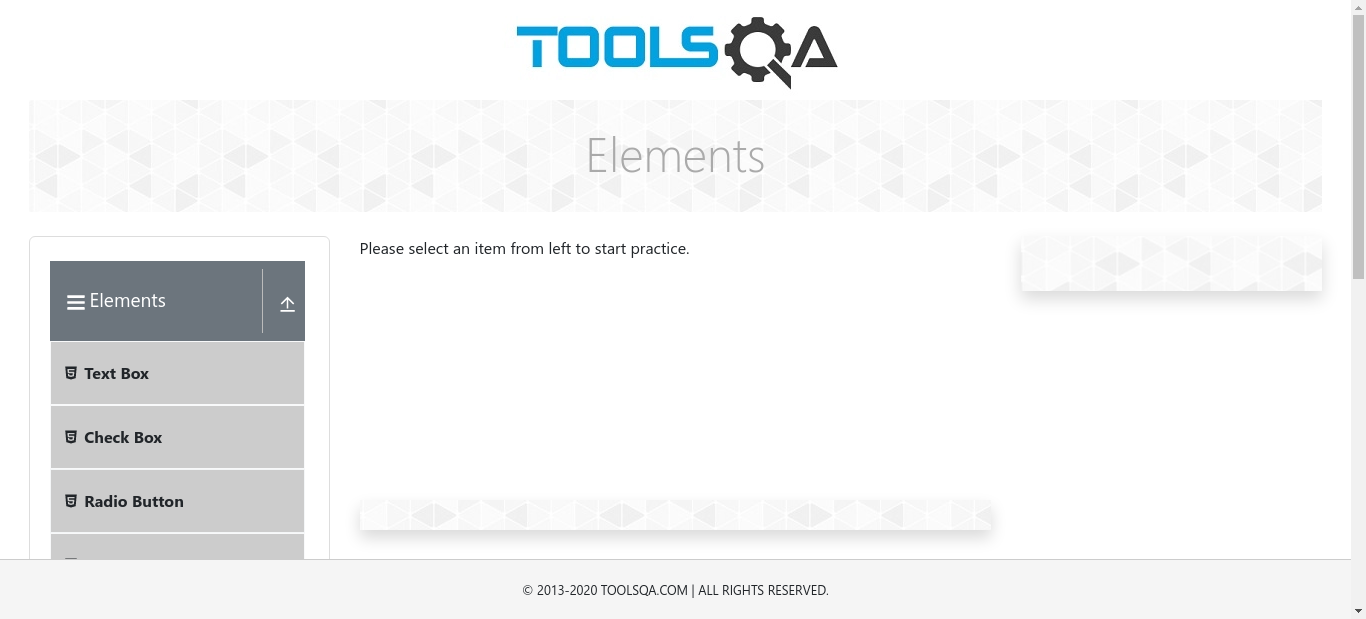 TOOLSQA
Elements
Please select an item from left to start practice.
Elements
Text Box
Check Box
Radio Button
© 2013-2020 TOOLSQA.COM | ALL RIGHTS RESERVED.